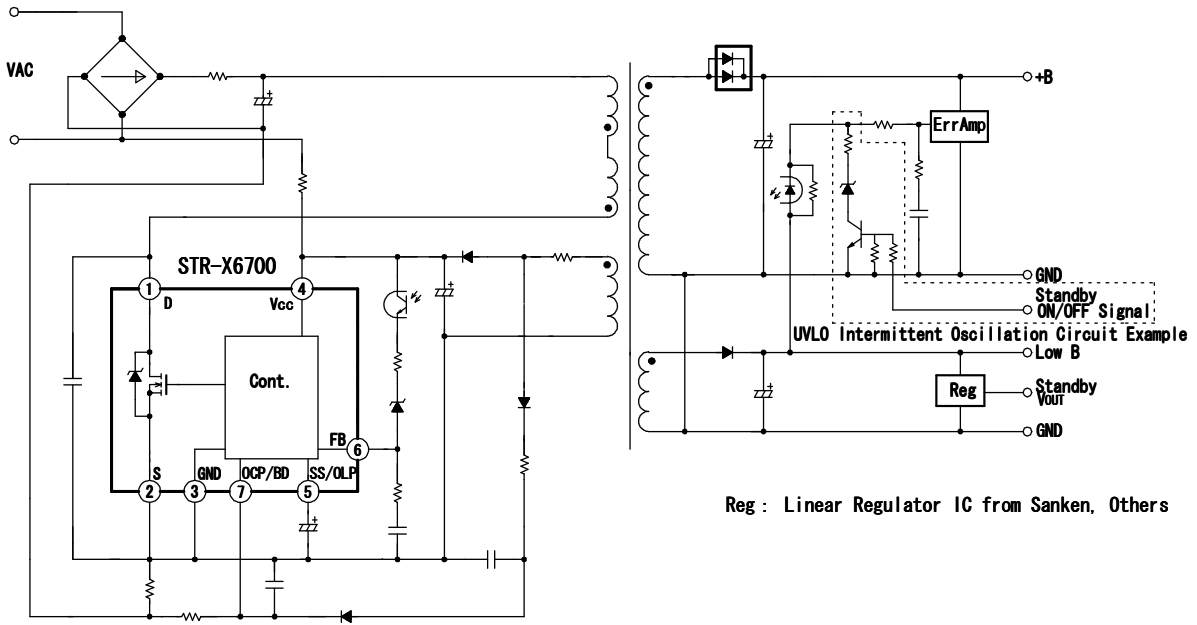 VAC
+B
ErrAmp
GND
Standby
ON/OFF Signal
UVLO Intermittent Oscillation Circuit Example
Low B
Reg
Standby
VOUT
GND
STR-X6700
1
D
4
Vcc
Cont.
FB
6
S
GND
OCP/BD
SS/OLP
2
3
7
5
Reg : Linear Regulator IC from Sanken, Others